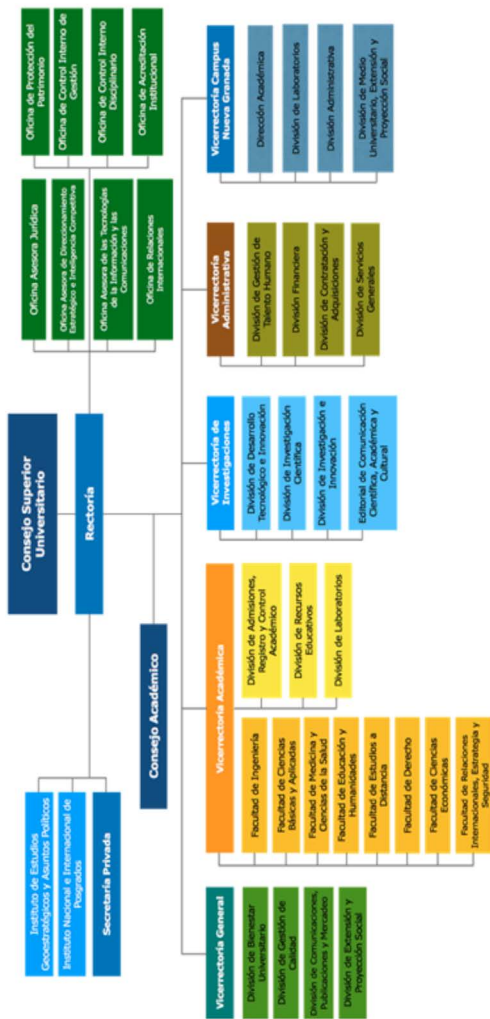 Consejo Superior
Universitario
Rectoría
Instituto de Estudios
Geoestratégicos y Asuntos Políticos
Instituto Nacional e Internacional de
Posgrados
Secretaría Privada
Oficina Asesora Jurídica
Oficina Asesora de Direccionamiento
Estratégico e Inteligencia Competitiva
Oficina Asesora de las Tecnologías
de la Información y las
Comunicaciones
Oficina de Relaciones
Internacionales
Oficina de Protección del
Patrimonio
Oficina de Control Interno de
Gestión
Oficina de Control Interno
Disciplinario
Oficina de Acreditación
Institucional
Consejo Académico
Vicerrectoría General
División de Bienestar
Universitario
División de Gestión de
Calidad
División de Comunicaciones,
Publicaciones y Mercadeo
División de Extensión y
Proyección Social
Vicerrectoría Académica
Facultad de Ingeniería
Facultad de Ciencias
Básicas y Aplicadas
Facultad de Medicina y
Ciencias de la Salud
Facultad de Educación y
Humanidades
Facultad de Estudios a
Distancia
Facultad de Derecho
Facultad de Ciencias
Económicas
Facultad de Relaciones
Internacionales, Estrategia y
Seguridad
División de Admisiones,
Registro y Control
Académico
División de Recursos
Educativos
División de Laboratorios
Vicerrectoría de
Investigaciones
División de Desarrollo
Tecnológico e Innovación
División de Investigación
Científica
División de Investigación e
Innovación
Editorial de Comunicación
Científica, Académica y
Cultural
Vicerrectoría
Administrativa
División de Gestión de
Talento Humano
División Financiera
División de Contratación y
Adquisiciones
División de Servicios
Generales
Vicerrectoría Campus
Nueva Granada
Dirección Académica
División de Laboratorios
División Administrativa
División de Medio
Universitario, Extensión y
Proyección Social